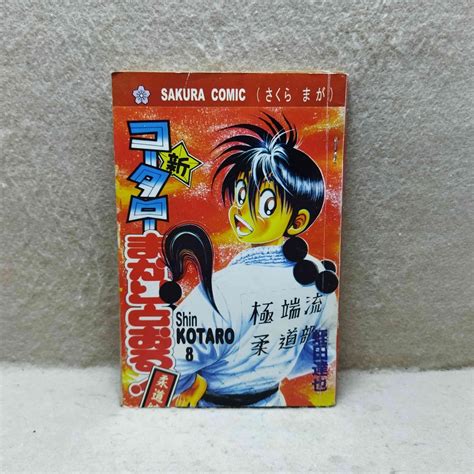 SAKURA COMIC (さくら まが)
新
コータロー
まかりとおる!
柔道
Shin
KOTARO
8
極端流
柔道部
蛭田達也